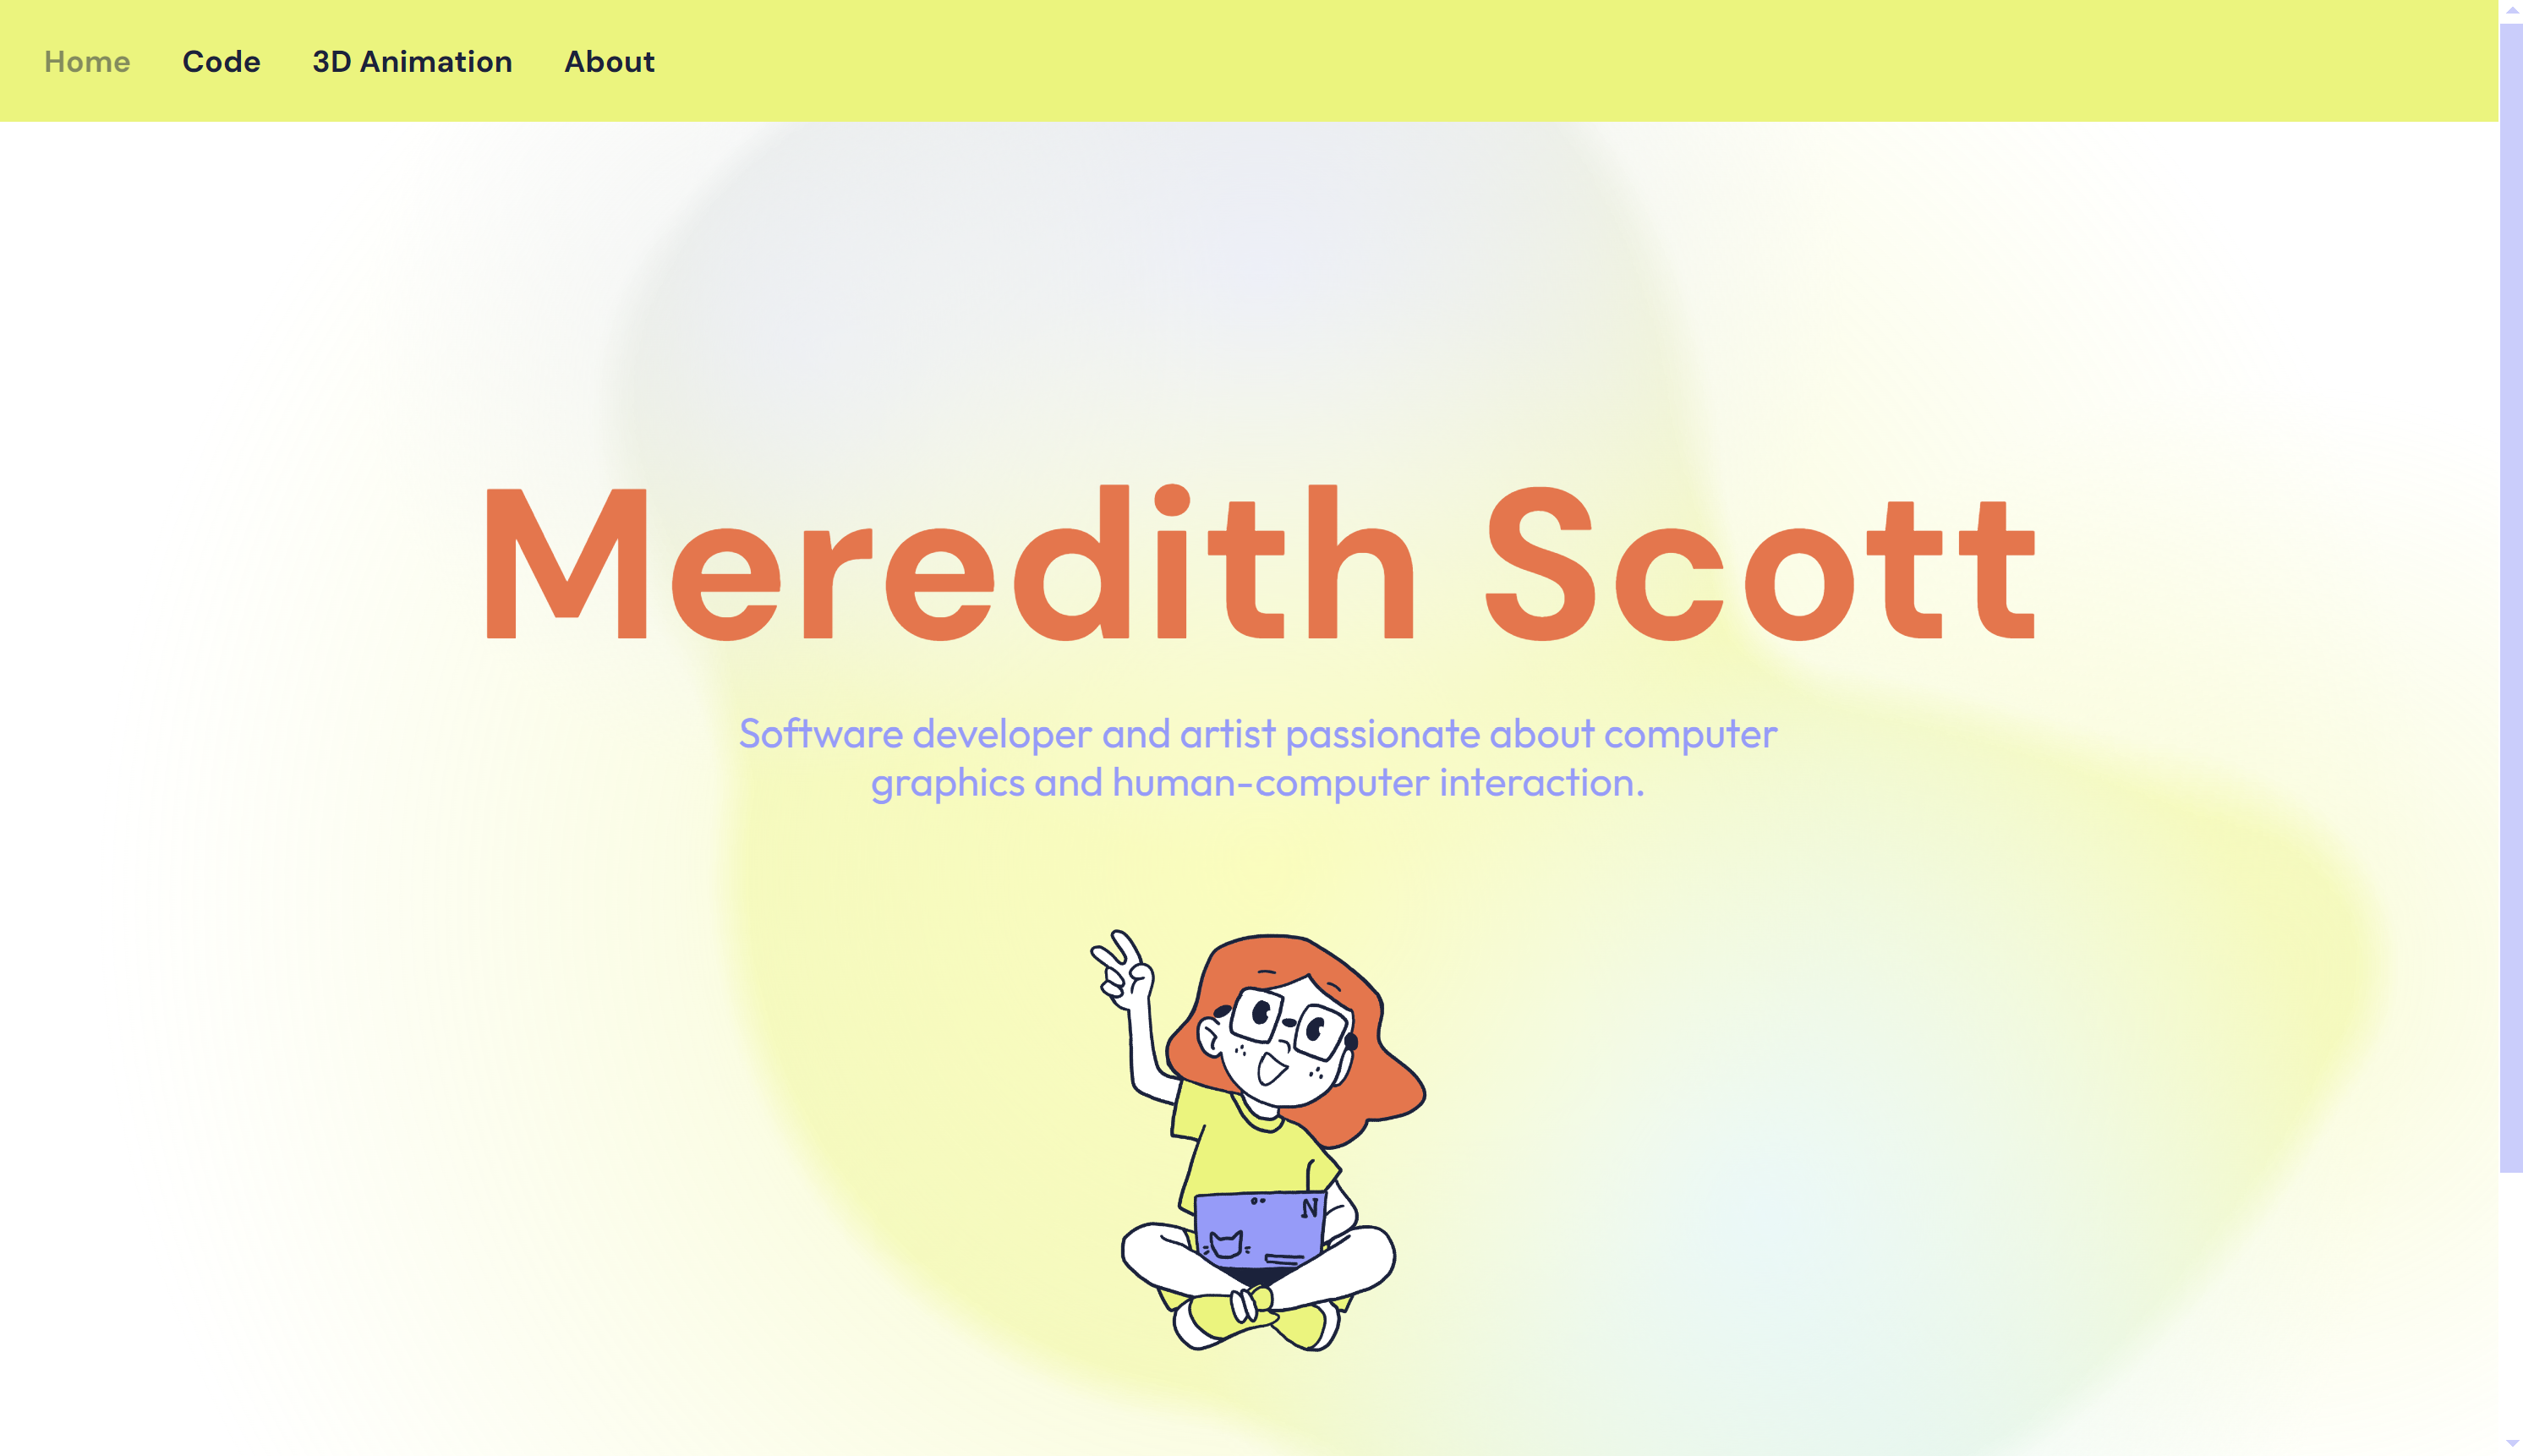 Home Code 3D Animation About
Meredith Scott
Software developer and artist passionate about computer
graphics and human-computer interaction.
N